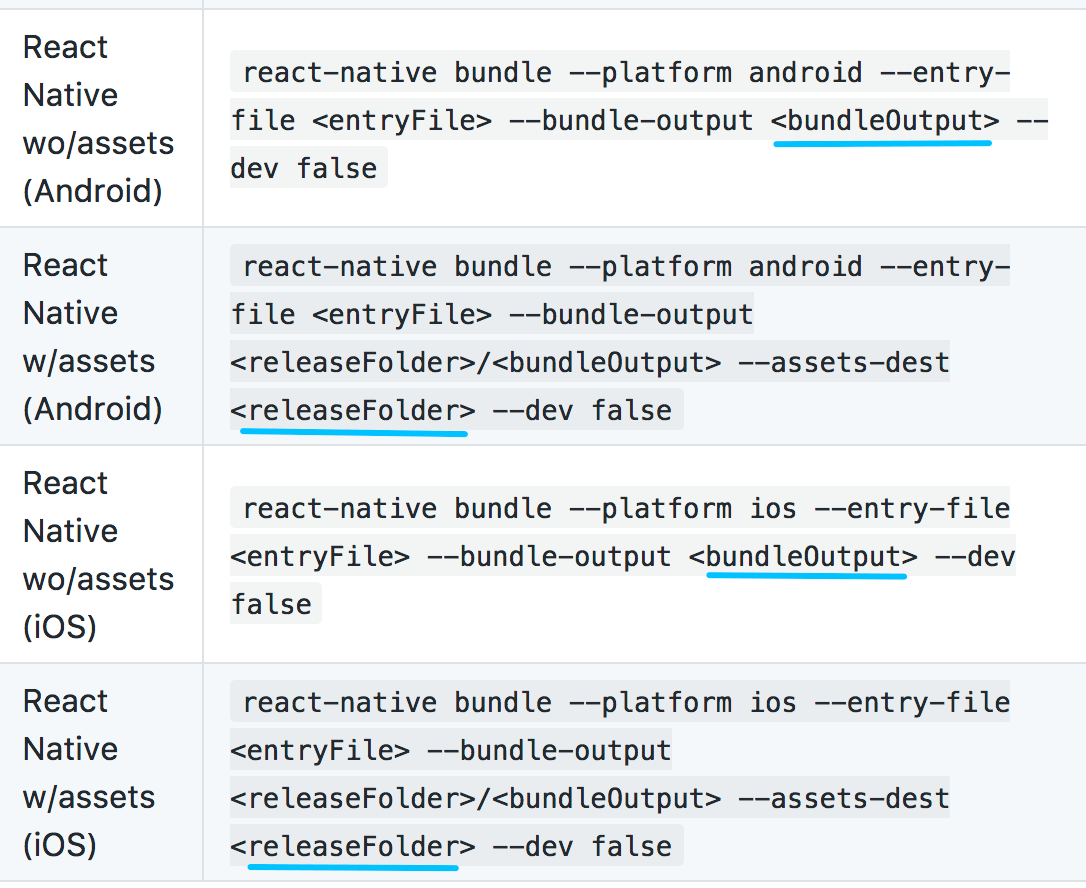 React
Native
wo/assets
(Android)
react-native bundle --platform android --entry-
file <entryFile> --bundle-output <bundleOutput> --
dev false
React
Native
w/assets
(Android)
react-native bundle --platform android --entry-
file <entryFile> --bundle-output
<releaseFolder>/<bundleOutput> --assets-dest
<releaseFolder> --dev false
React
Native
wo/assets
(iOS)
react-native bundle --platform ios --entry-file
<entryFile> --bundle-output <bundleOutput> --dev
false
React
Native
w/assets
(iOS)
react-native bundle --platform ios --entry-file
<entryFile> --bundle-output
<releaseFolder>/<bundleOutput> --assets-dest
<releaseFolder> --dev false